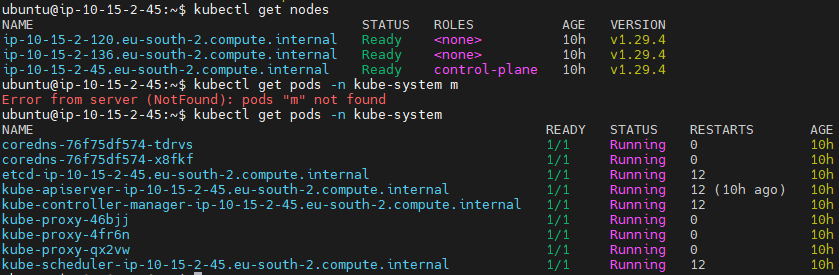 ubuntu@ip-10-15-2-45:~$ kubectl get nodes
NAME STATUS ROLES AGE VERSION
ip-10-15-2-120.eu-south-2.compute.internal Ready <none> 10h v1.29.4
ip-10-15-2-136.eu-south-2.compute.internal Ready <none> 10h v1.29.4
ip-10-15-2-45.eu-south-2.compute.internal Ready control-plane 10h v1.29.4
ubuntu@ip-10-15-2-45:~$ kubectl get pods -n kube-system m
Error from server (NotFound): pods "m" not found
ubuntu@ip-10-15-2-45:~$ kubectl get pods -n kube-system
NAME READY STATUS RESTARTS AGE
coredns-76f75df574-tdrvs 1/1 Running 0 10h
coredns-76f75df574-x8fkf 1/1 Running 0 10h
etcd-ip-10-15-2-45.eu-south-2.compute.internal 1/1 Running 12 10h
kube-apiserver-ip-10-15-2-45.eu-south-2.compute.internal 1/1 Running 12 (10h ago) 10h
kube-controller-manager-ip-10-15-2-45.eu-south-2.compute.internal 1/1 Running 12 10h
kube-proxy-46bjj 1/1 Running 0 10h
kube-proxy-4fr6n 1/1 Running 0 10h
kube-proxy-qx2vw 1/1 Running 0 10h
kube-scheduler-ip-10-15-2-45.eu-south-2.compute.internal 1/1 Running 12 10h